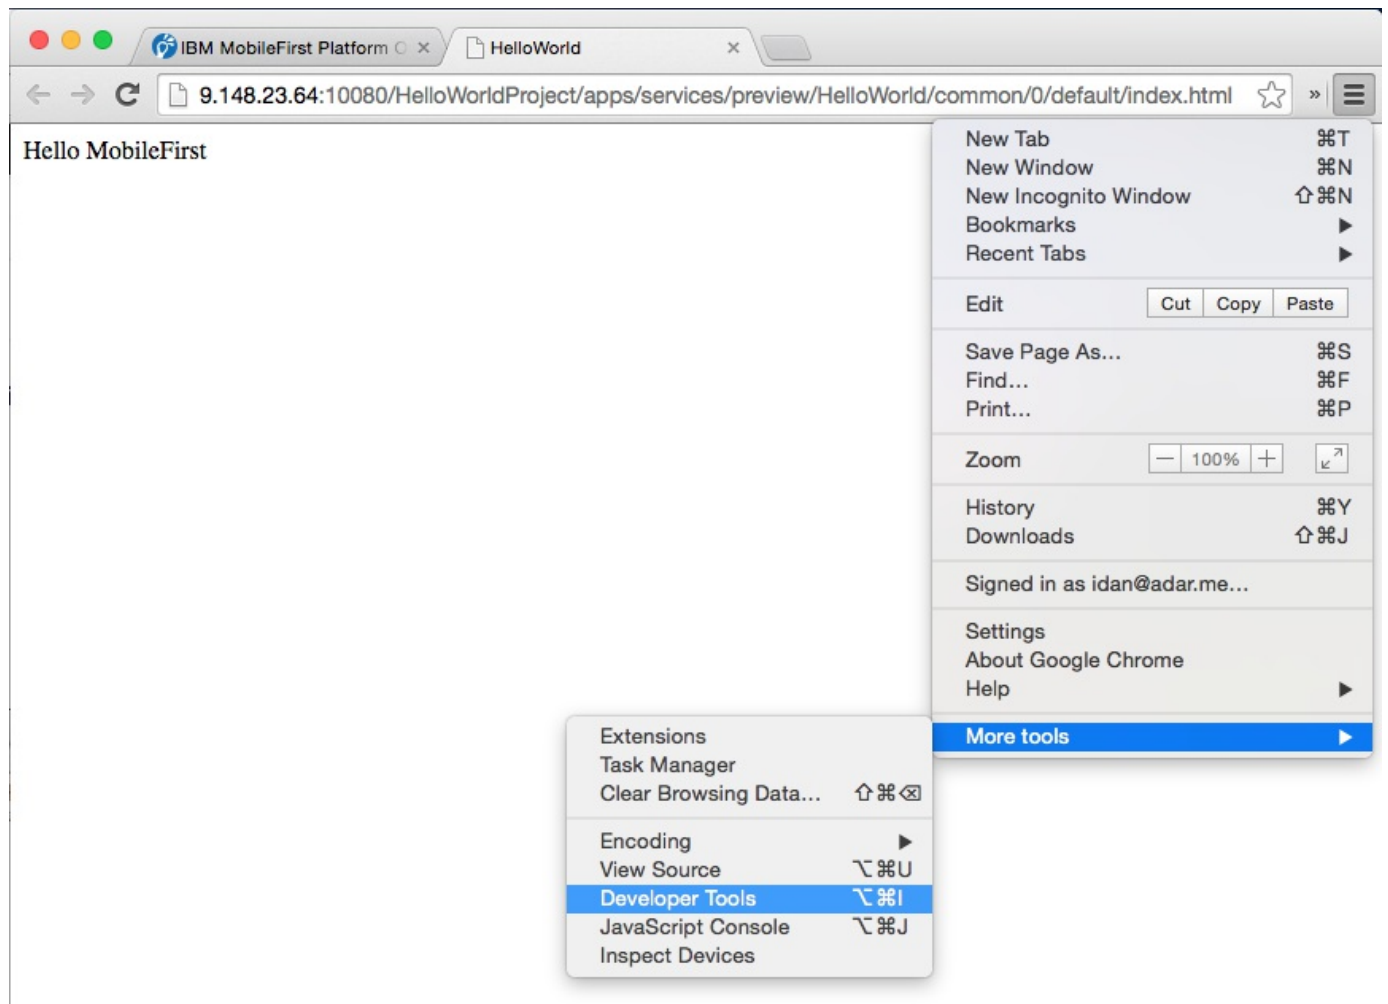 IBM MobileFirst Platform O
HelloWorld
9.148.23.64:10080/HelloWorldProject/apps/services/preview/HelloWorld/common/0/default/index.html
Hello MobileFirst
New Tab ⌘T
New Window ⌘N
New Incognito Window ⇧⌘N
Bookmarks ▶
Recent Tabs ▶
Edit Cut Copy Paste
Save Page As... ⌘S
Find... ⌘F
Print... ⌘P
Zoom — 100% +
History ⌘Y
Downloads ⇧⌘J
Signed in as idan@adar.me...
Settings
About Google Chrome
Help ▶
More tools ▶
Extensions
Task Manager
Clear Browsing Data... ⇧⌘⌫
Encoding ▶
View Source ⌥⌘U
Developer Tools ⌥⌘I
JavaScript Console ⌥⌘J
Inspect Devices